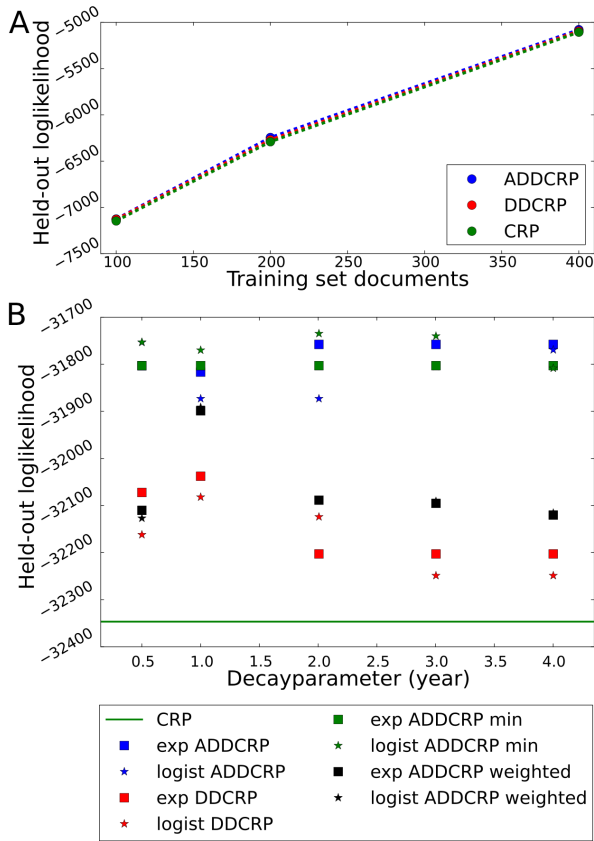 A
Held-out loglikelihood
−5000
−5500
−6000
−6500
−7000
−7500
ADDCRP
DDCRP
CRP
100 150 200 250 300 350 400
Training set documents
B
Held-out loglikelihood
−31700
−31800
−31900
−32000
−32100
−32200
−32300
−32400
0.5 1.0 1.5 2.0 2.5 3.0 3.5 4.0
Decayparameter (year)
CRP
exp ADDCRP
logist ADDCRP
exp DDCRP
logist DDCRP
exp ADDCRP min
logist ADDCRP min
exp ADDCRP weighted
logist ADDCRP weighted